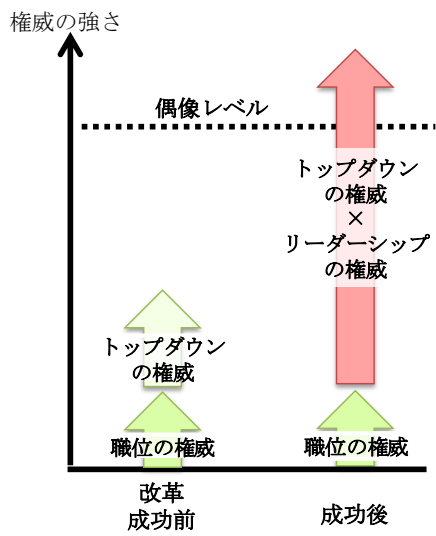 権威の強さ
偶像レベル
トップダウン
の権威
×
リーダーシップ
の権威
トップダウン
の権威
職位の権威
職位の権威
改革
成功前
成功後